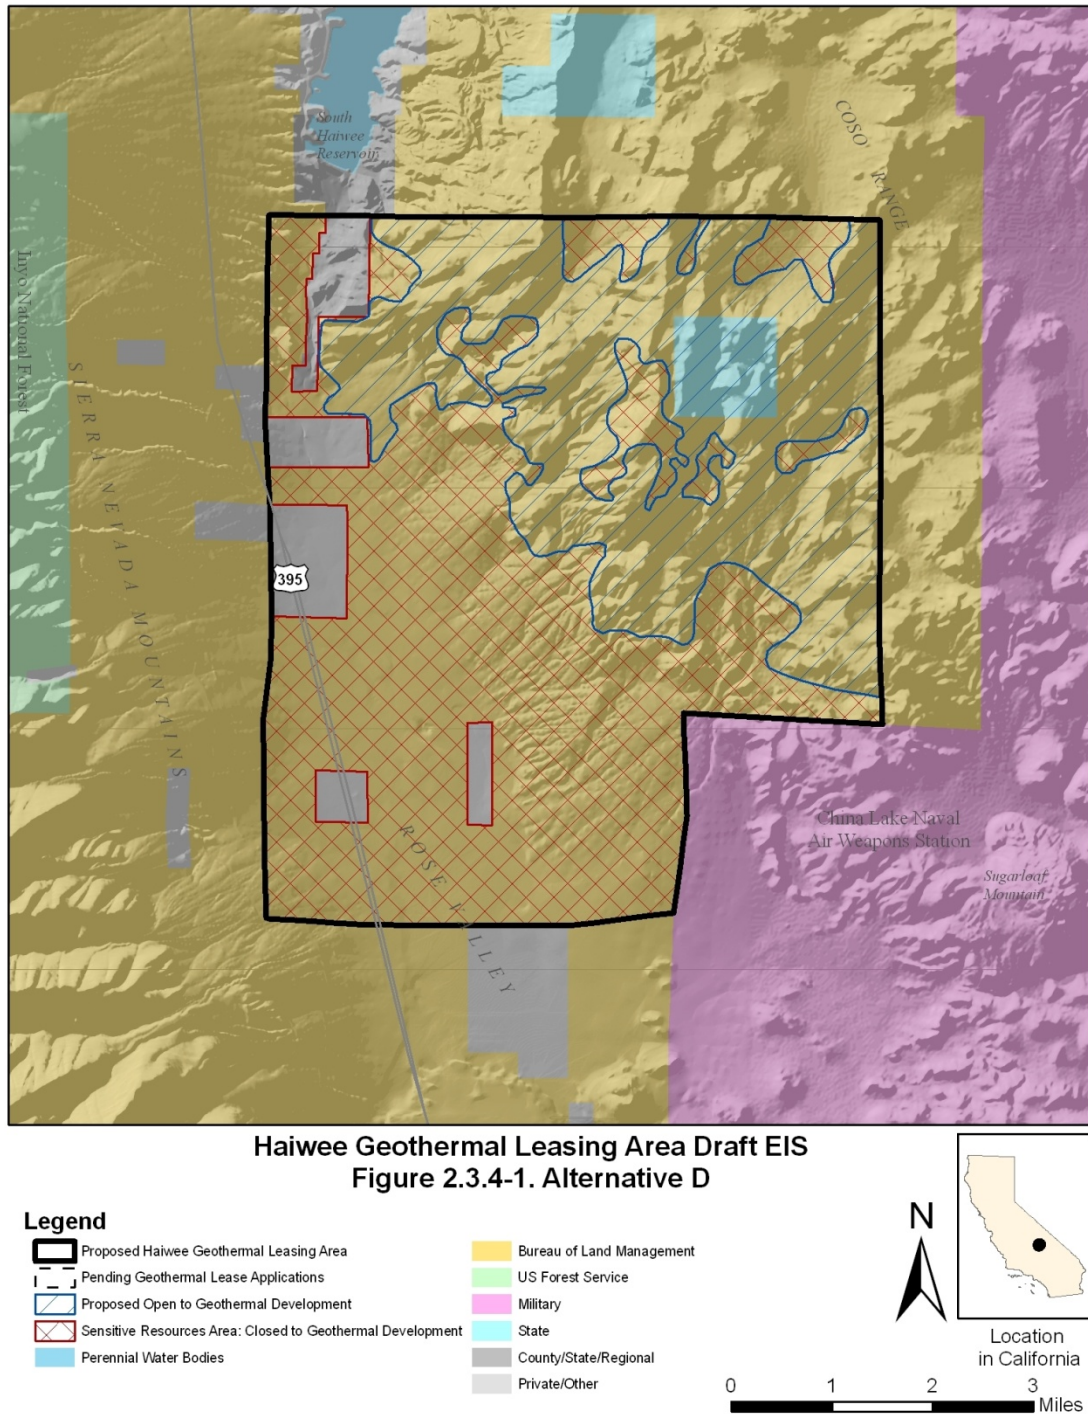 South
Haiwee
Reservoir
COSO RANGE
Inyo National Forest
SIERRA NEVADA MOUNTAINS
395
ROSE VALLEY
China Lake Naval
Air Weapons Station
Sugarloaf
Mountain
Haiwee Geothermal Leasing Area Draft EIS
Figure 2.3.4-1. Alternative D
Legend
Proposed Haiwee Geothermal Leasing Area
Pending Geothermal Lease Applications
Proposed Open to Geothermal Development
Sensitive Resources Area: Closed to Geothermal Development
Perennial Water Bodies
Bureau of Land Management
US Forest Service
Military
State
County/State/Regional
Private/Other
N
Location
in California
0 1 2 3
Miles